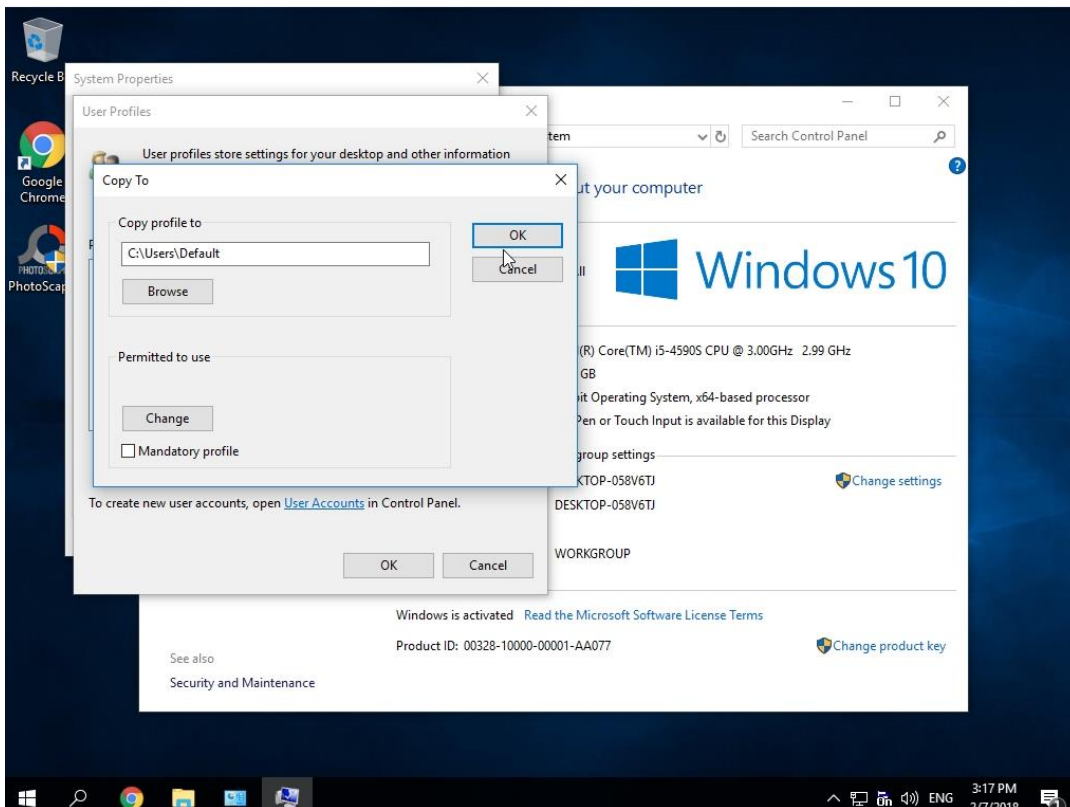 Recycle B
System Properties
User Profiles
User profiles store settings for your desktop and other information
tem
Search Control Panel
Google
Chrome
Copy To
ut your computer
Copy profile to
OK
C:\Users\Default
Cancel
Browse
Windows 10
PhotoScap
Permitted to use
(R) Core(TM) i5-4590S CPU @ 3.00GHz 2.99 GHz
GB
bit Operating System, x64-based processor
Pen or Touch Input is available for this Display
Change
Mandatory profile
group settings
KTOP-058V6TJ
Change settings
To create new user accounts, open User Accounts in Control Panel.
DESKTOP-058V6TJ
WORKGROUP
OK
Cancel
Windows is activated Read the Microsoft Software License Terms
Product ID: 00328-10000-00001-AA077
Change product key
See also
Security and Maintenance
ENG
3:17 PM